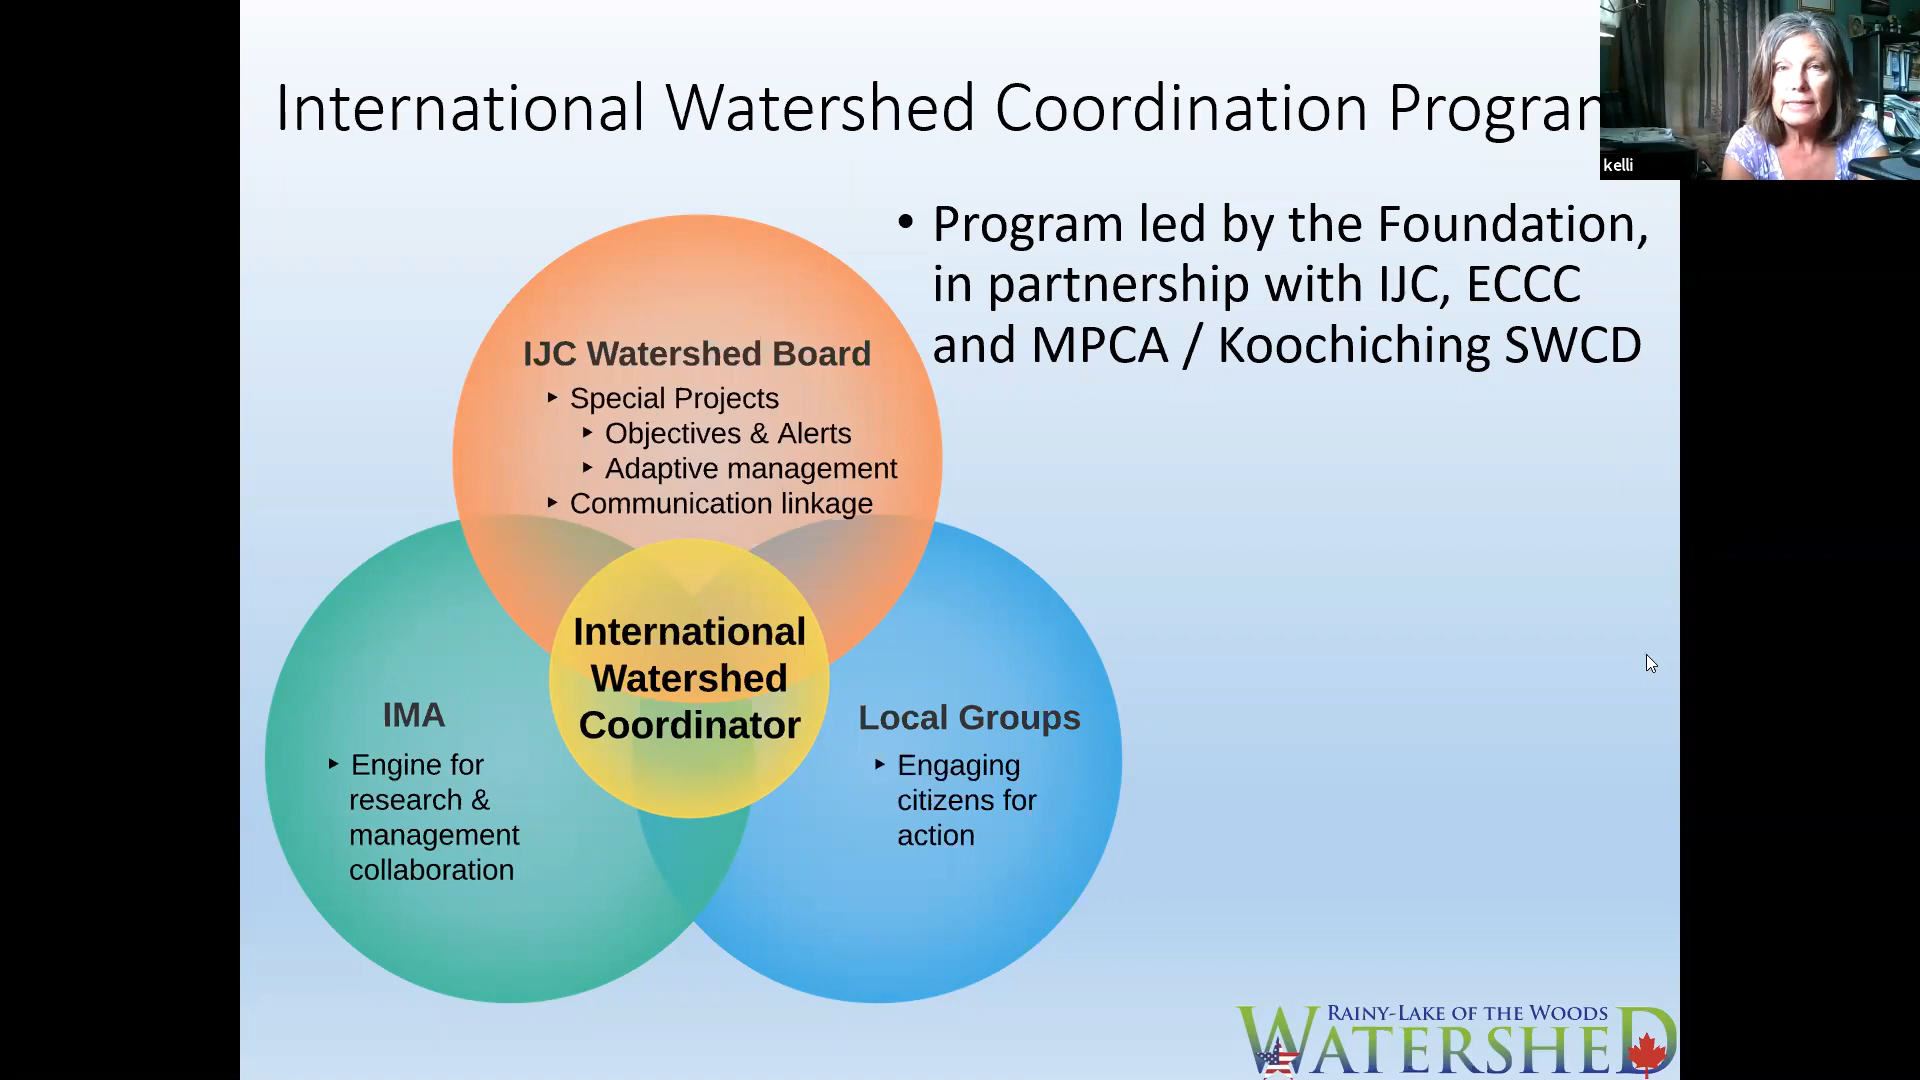 International Watershed Coordination Program
kelli
• Program led by the Foundation,
in partnership with IJC, ECCC
and MPCA / Koochiching SWCD
IJC Watershed Board
‣ Special Projects
‣ Objectives & Alerts
‣ Adaptive management
‣ Communication linkage
International
Watershed
Coordinator
IMA
‣ Engine for
research &
management
collaboration
Local Groups
‣ Engaging
citizens for
action
RAINY-LAKE OF THE WOODS
WATERSHED